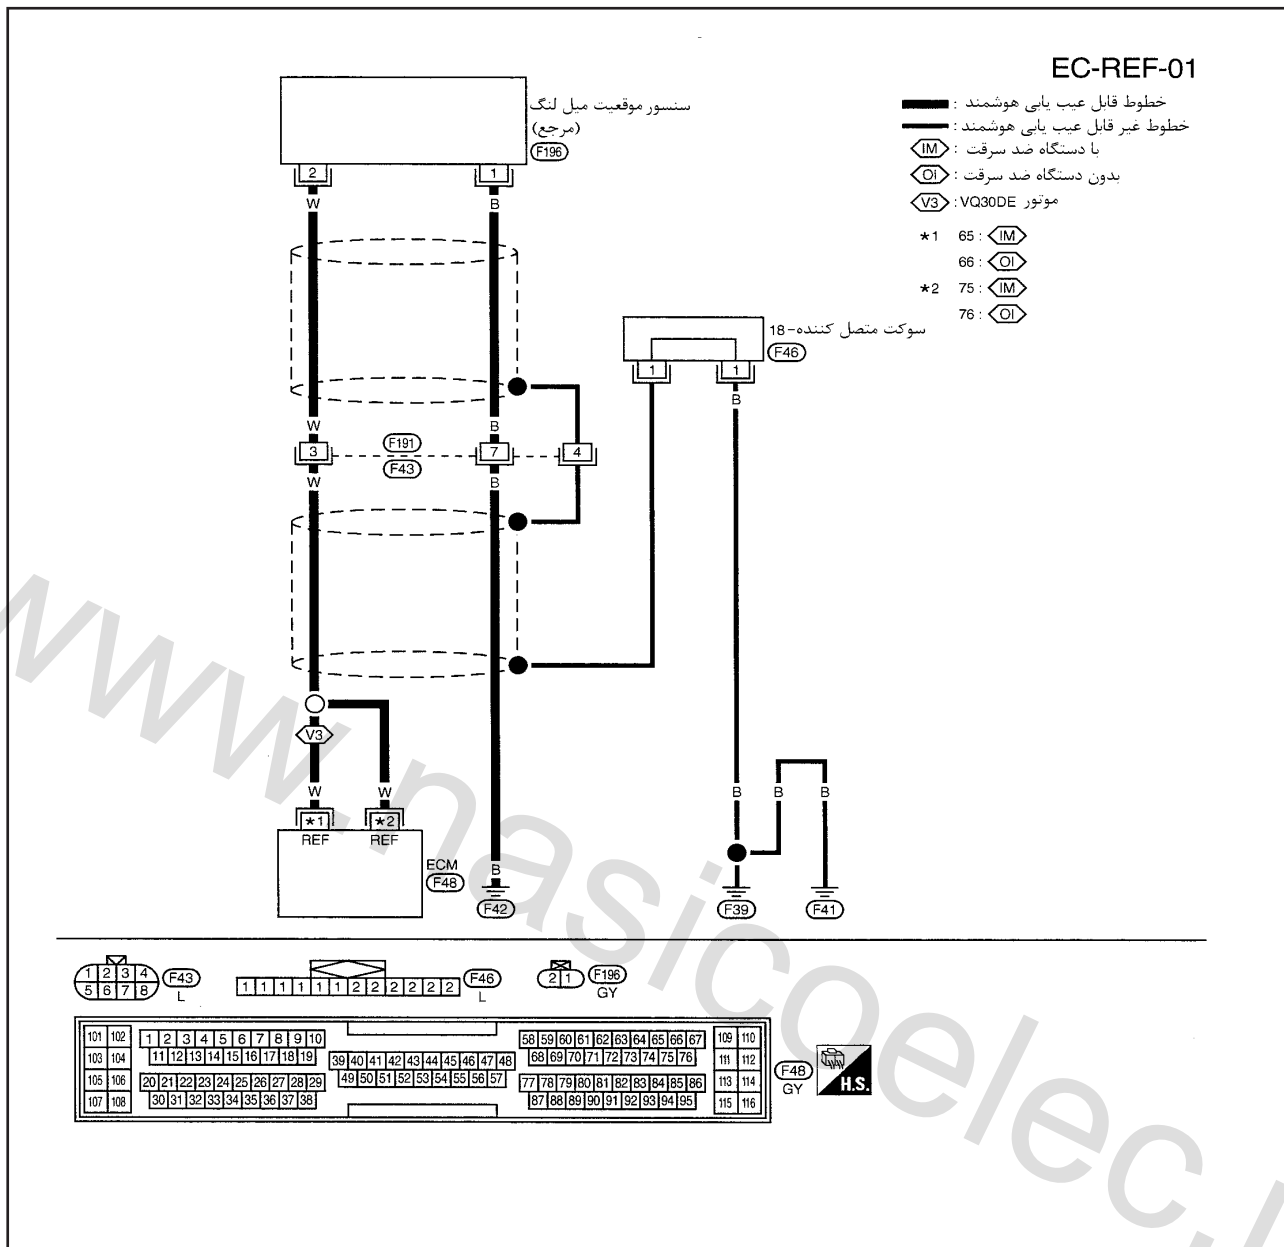 EC-REF-01
خطوط قابل عیب یابی هوشمند :
خطوط غیر قابل عیب یابی هوشمند :
IM : با دستگاه ضد سرقت
OI : بدون دستگاه ضد سرقت
V3 : VQ30DE موتور
*1 65 : IM
66 : OI
*2 75 : IM
76 : OI
سنسور موقعیت میل لنگ
(مرجع)
F196
2 1
W B
سوکت متصل کننده-18
F46
1 1
B
W B
3 F191 7 4
F43
W B
V3
W W B B B
*1 *2
REF REF
ECM
F48
B
F42 F39 F41
1 2 3 4
5 6 7 8
F43
L
1 1 1 1 1 1 2 2 2 2 2 2
F46
L
2 1
F196
GY
101 102 1 2 3 4 5 6 7 8 9 10 58 59 60 61 62 63 64 65 66 67 109 110
103 104 11 12 13 14 15 16 17 18 19 39 40 41 42 43 44 45 46 47 48 68 69 70 71 72 73 74 75 76 111 112
105 106 20 21 22 23 24 25 26 27 28 29 49 50 51 52 53 54 55 56 57 77 78 79 80 81 82 83 84 85 86 113 114
107 108 30 31 32 33 34 35 36 37 38 87 88 89 90 91 92 93 94 95 115 116
F48
GY
H.S.
www.nasicoelec.